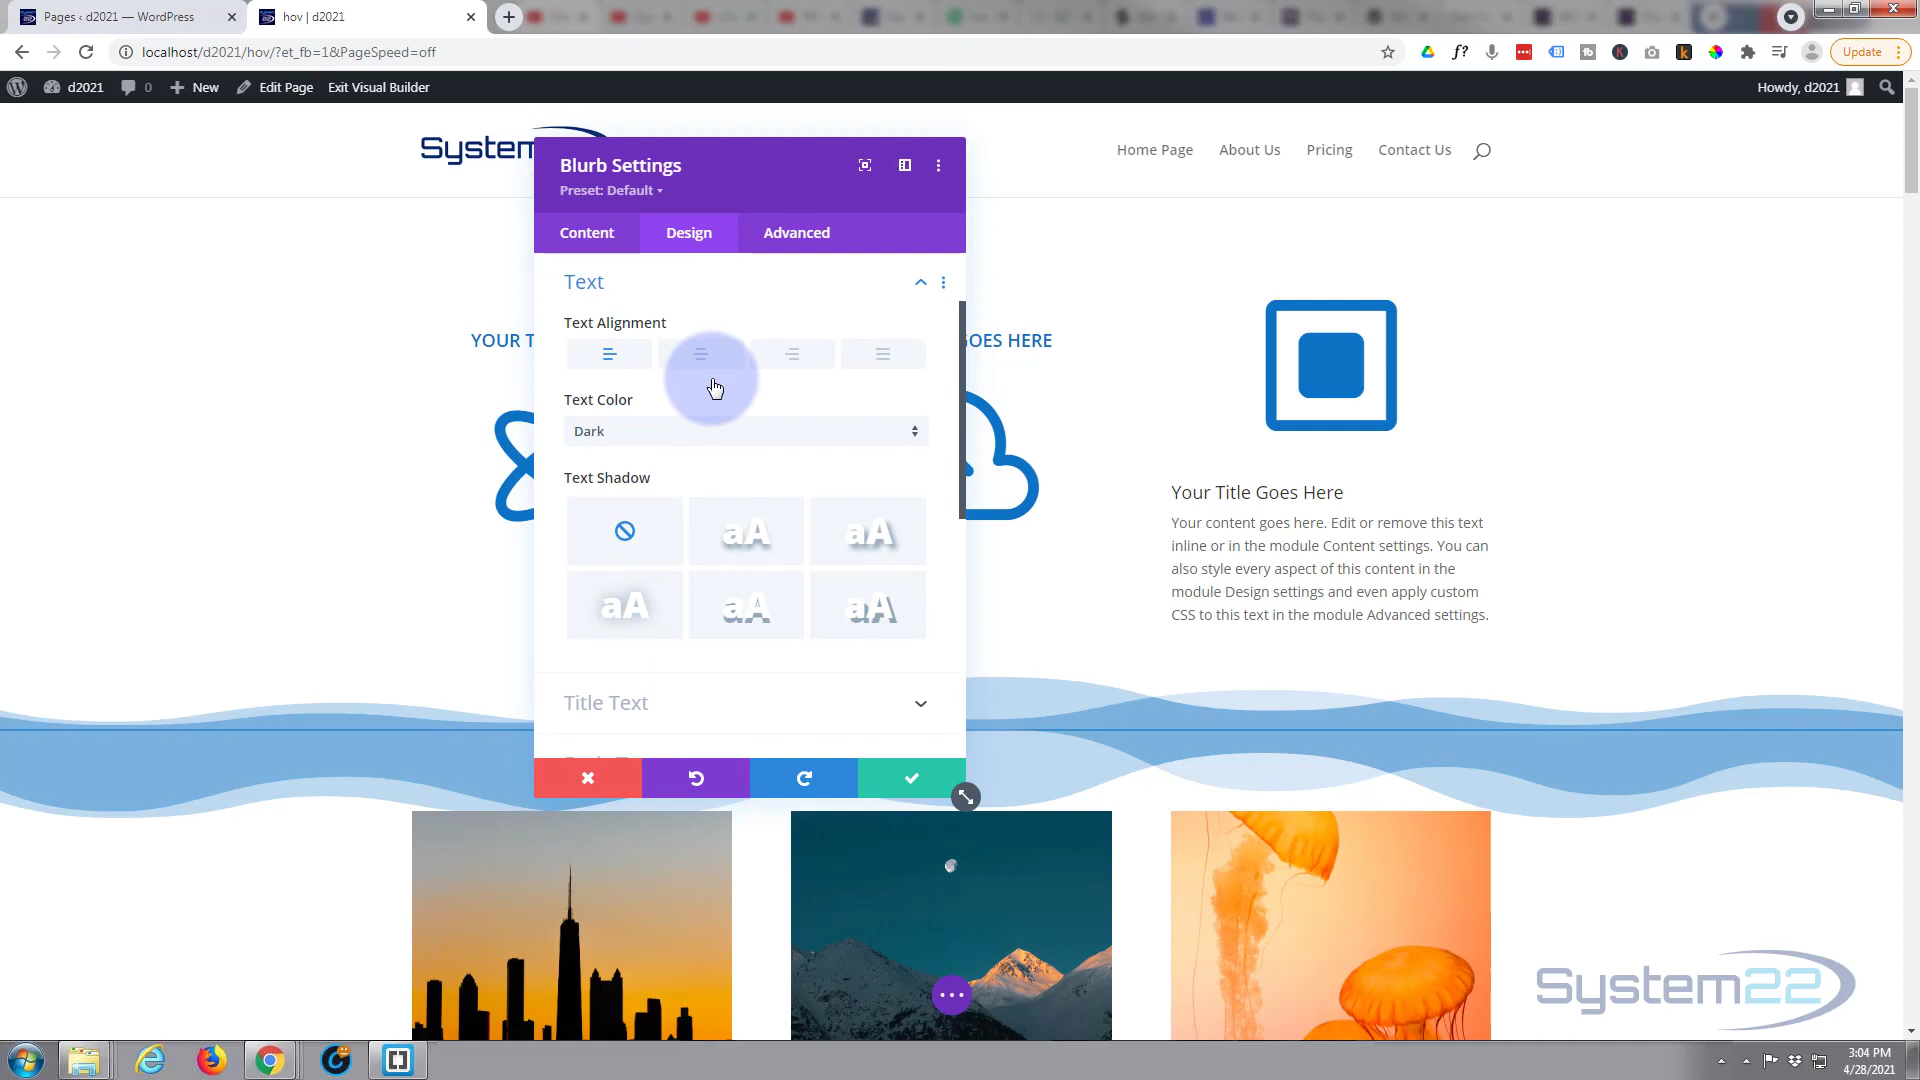 Pages ‹ d2021 — WordPress
hov | d2021
localhost/d2021/hov/?et_fb=1&PageSpeed=off
Update
d2021
0
New
Edit Page
Exit Visual Builder
Howdy, d2021
System
Home Page
About Us
Pricing
Contact Us
Blurb Settings
Preset: Default
Content
Design
Advanced
Text
Text Alignment
YOUR T
GOES HERE
Text Color
Dark
Text Shadow
aA
aA
aA
aA
aA
Your Title Goes Here
Your content goes here. Edit or remove this text
inline or in the module Content settings. You can
also style every aspect of this content in the
module Design settings and even apply custom
CSS to this text in the module Advanced settings.
Title Text
System22
3:04 PM
4/28/2021